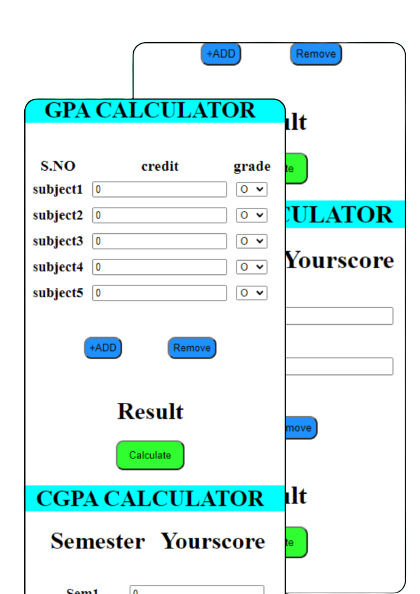 +ADD Remove
GPA CALCULATOR
S.NO credit grade
subject1 0 O
subject2 0 O
subject3 0 O
subject4 0 O
subject5 0 O
+ADD Remove
Result
Calculate
CGPA CALCULATOR
Semester Yourscore
Sem1 0
ult
te
CULATOR
Yourscore
move
ult
te